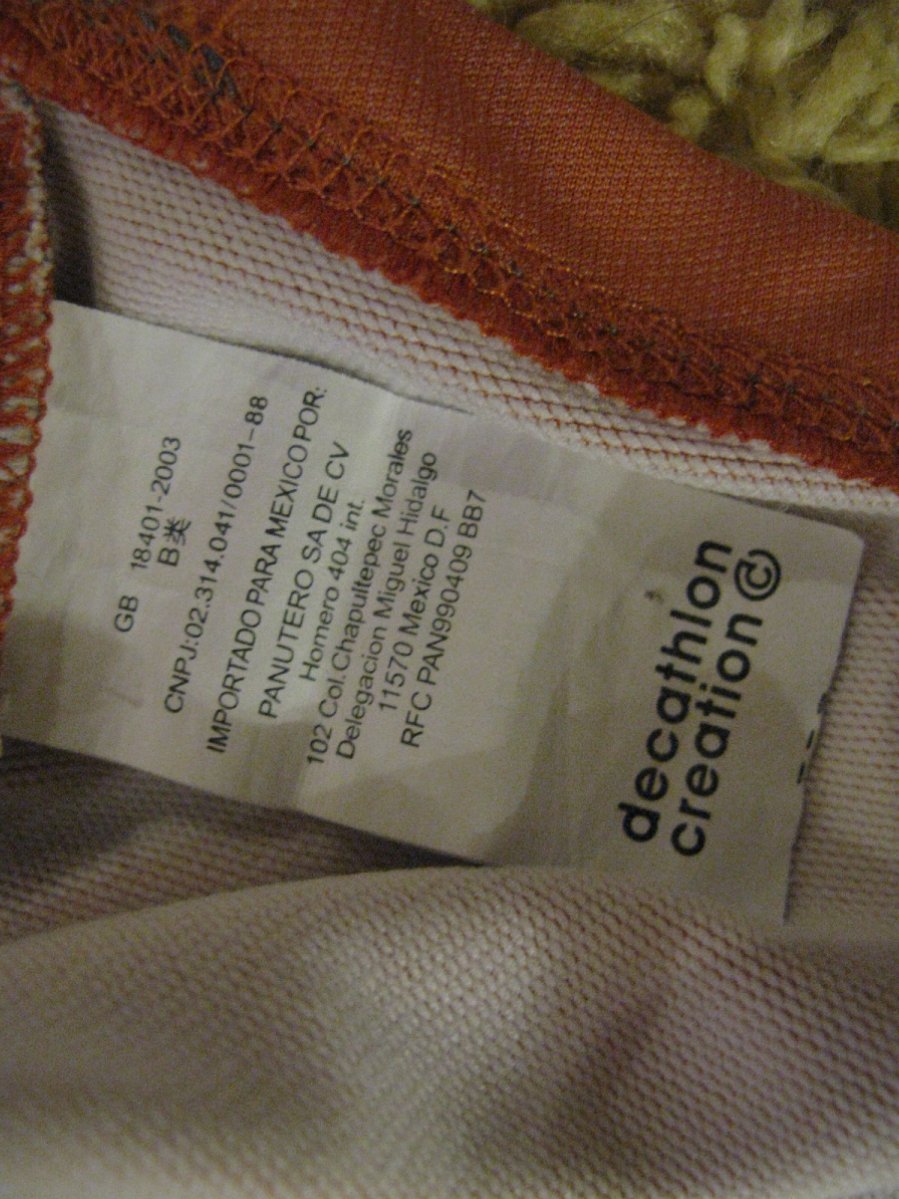 GB 18401-2003
B类
CNPJ:02.314.041/0001-88
IMPORTADO PARA MEXICO POR:
PANUTERO SA DE CV
Homero 404 int.
102 Col.Chapultepec Morales
Delegacion Miguel Hidalgo
11570 Mexico D.F
RFC PAN990409 BB7
decathlon
creation©